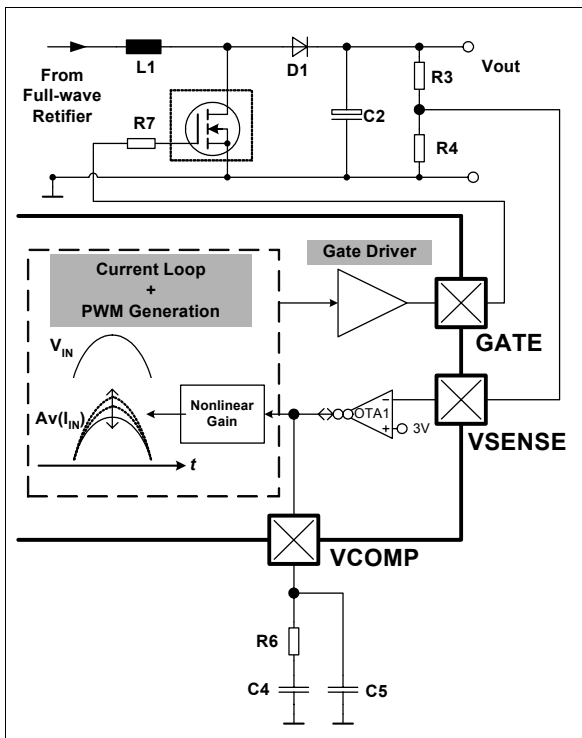 L1
D1
From
Full-wave
Retifier
R7
C2
R3
R4
Vout
Current Loop
+
PWM Generation
Gate Driver
GATE
VIN
Av(IIN)
t
Nonlinear
Gain
OTA1
−
+
3V
VSENSE
VCOMP
R6
C4
C5